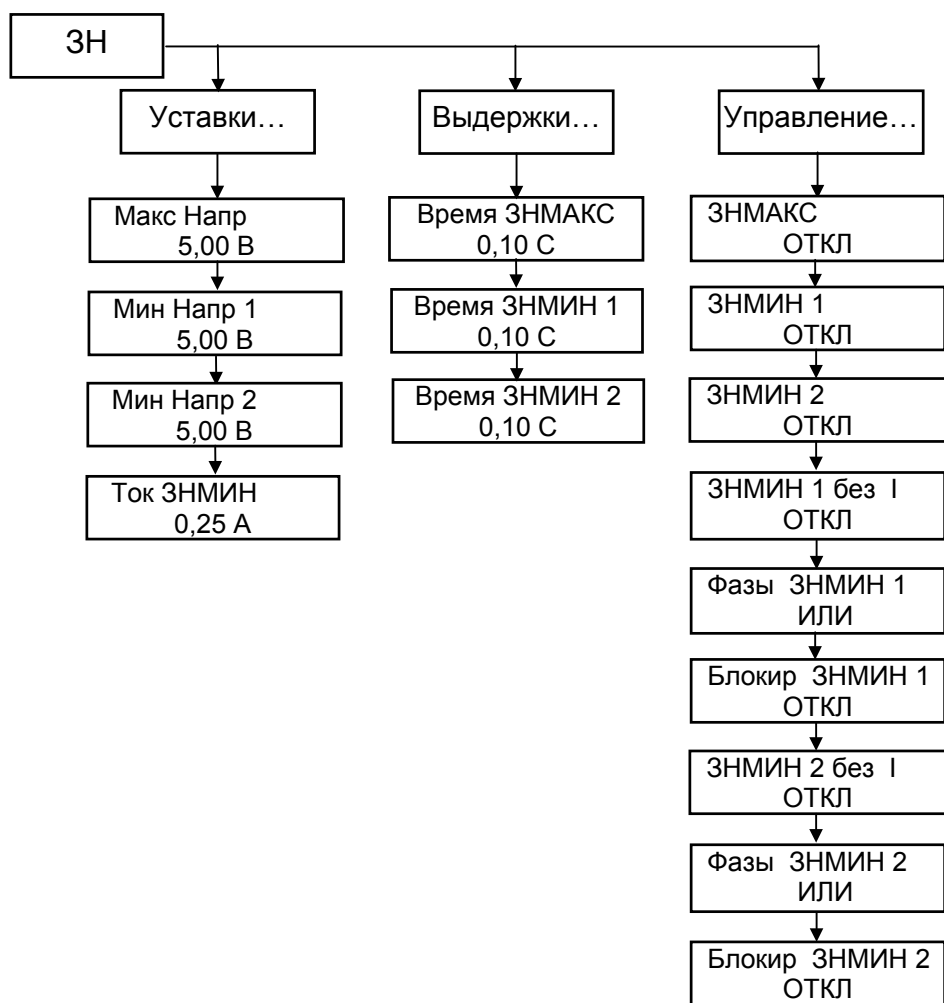 ЗН
Уставки…
Макс Напр
5,00 В
Мин Напр 1
5,00 В
Мин Напр 2
5,00 В
Ток ЗНМИН
0,25 А
Выдержки…
Время ЗНМАКС
0,10 С
Время ЗНМИН 1
0,10 С
Время ЗНМИН 2
0,10 С
Управление…
ЗНМАКС
ОТКЛ
ЗНМИН 1
ОТКЛ
ЗНМИН 2
ОТКЛ
ЗНМИН 1 без I
ОТКЛ
Фазы ЗНМИН 1
ИЛИ
Блокир ЗНМИН 1
ОТКЛ
ЗНМИН 2 без I
ОТКЛ
Фазы ЗНМИН 2
ИЛИ
Блокир ЗНМИН 2
ОТКЛ